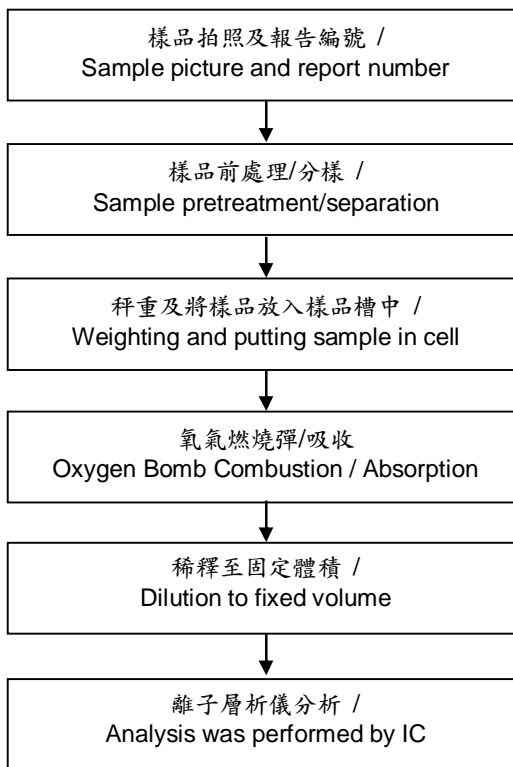 樣品拍照及報告編號 /
Sample picture and report number
樣品前處理/分樣 /
Sample pretreatment/separation
秤重及將樣品放入樣品槽中 /
Weighting and putting sample in cell
氧氣燃燒彈/吸收
Oxygen Bomb Combustion / Absorption
稀釋至固定體積 /
Dilution to fixed volume
離子層析儀分析 /
Analysis was performed by IC